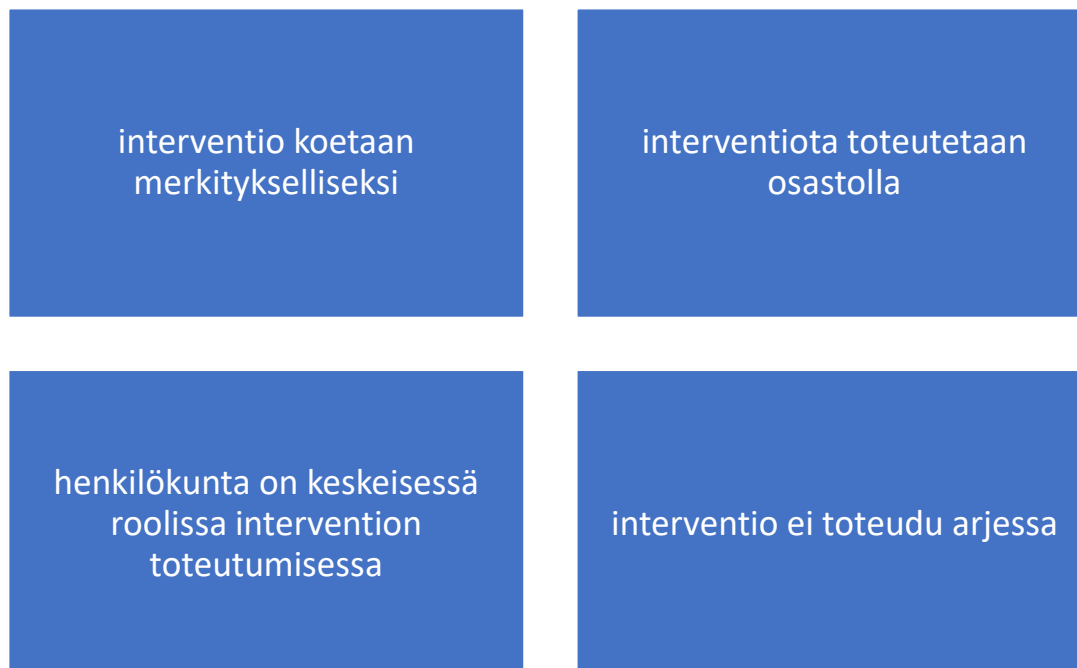 interventio koetaan
merkitykselliseksi
interventiota toteutetaan
osastolla
henkilökunta on keskeisessä
roolissa intervention
toteutumisessa
interventio ei toteudu arjessa